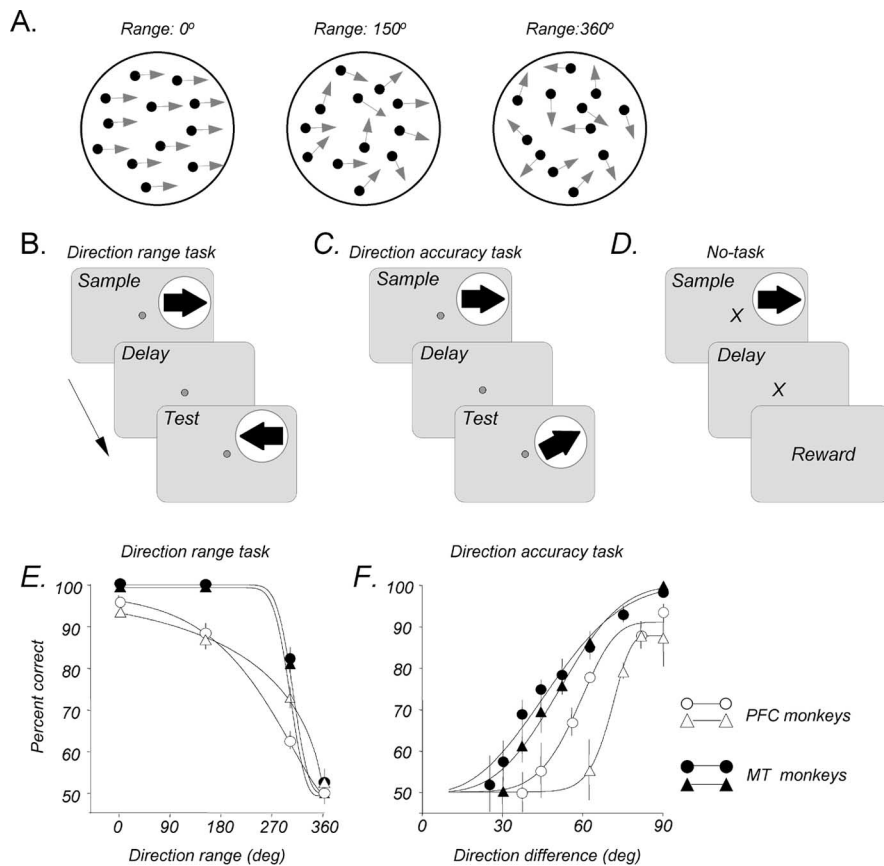 A.
Range: 0º Range: 150º Range:360º
B. C. D.
Direction range task Direction accuracy task No-task
Sample Sample Sample
X
Delay Delay Delay
X
Test Test
Reward
Direction range task Direction accuracy task
E. F.
100 100
90 90
80 80
70 70
60 60
50 50
Percent correct
0 90 180 270 360 0 30 60 90
Direction range (deg) Direction difference (deg)
PFC monkeys
MT monkeys